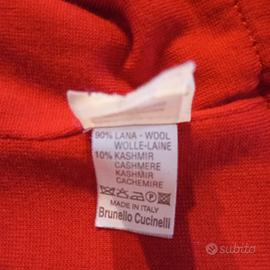 90% LANA - WOOL
WOLLE-LAINE
10% KASHMIR
CASHMERE
KASHMIR
CACHEMIRE
MADE IN ITALY
Brunello Cucinelli
subito